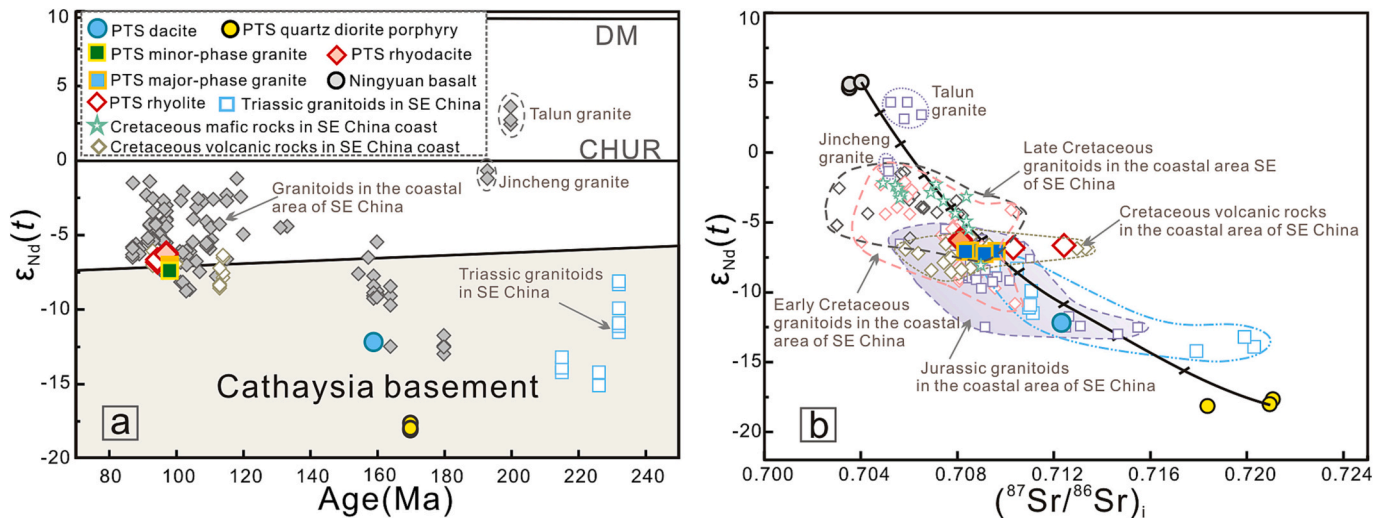 PTS dacite
PTS quartz diorite porphyry
PTS minor-phase granite
PTS rhyodacite
PTS major-phase granite
Ningyuan basalt
PTS rhyolite
Triassic granitoids in SE China
Cretaceous mafic rocks in SE China coast
Cretaceous volcanic rocks in SE China coast
DM
Talun granite
CHUR
Jincheng granite
Granitoids in the coastal
area of SE China
Triassic granitoids
in SE China
Cathaysia basement
a
10
5
0
-5
-10
-15
-20
εNd(t)
80
100
120
140
160
180
200
220
240
Age(Ma)
Talun
granite
Jincheng
granite
Late Cretaceous
granitoids in the coastal area SE
of SE China
Cretaceous volcanic rocks
in the coastal area of SE China
Early Cretaceous
granitoids in the coastal
area of SE China
Jurassic granitoids
in the coastal area of SE China
b
10
5
0
-5
-10
-15
-20
εNd(t)
0.700
0.704
0.708
0.712
0.716
0.720
0.724
(⁸⁷Sr/⁸⁶Sr)i